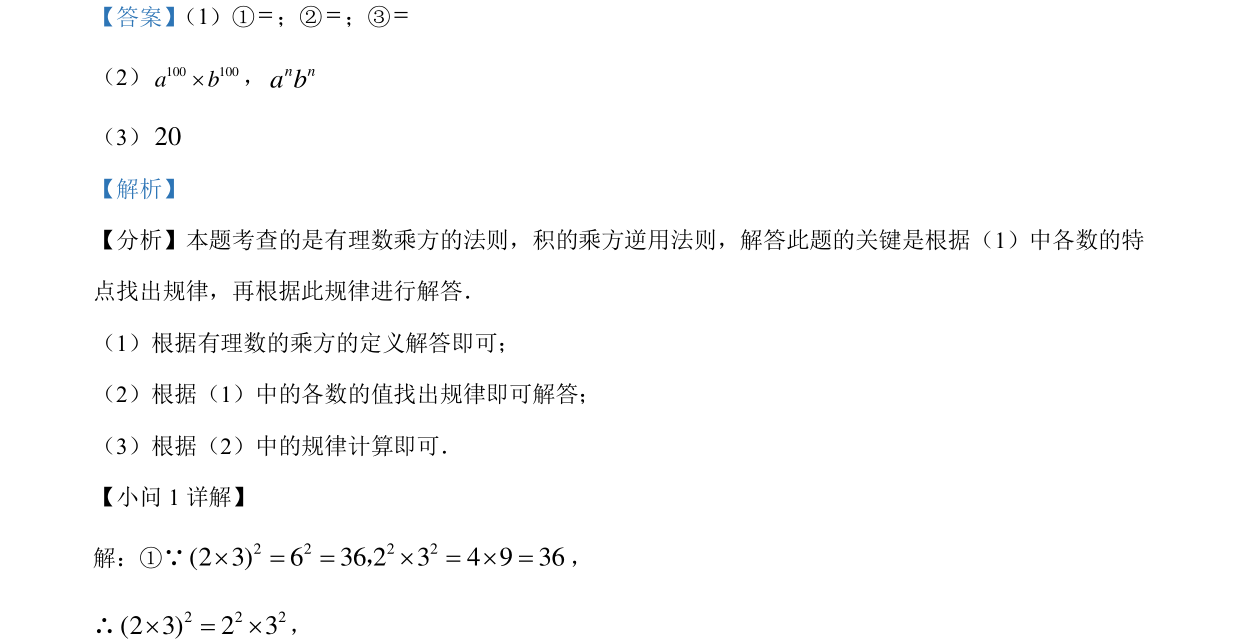 【答案】（1）①=；②=；③=
（2）a¹⁰⁰×b¹⁰⁰，aⁿbⁿ
（3）20
【解析】
【分析】本题考查的是有理数乘方的法则，积的乘方逆用法则，解答此题的关键是根据（1）中各数的特
点找出规律，再根据此规律进行解答．
（1）根据有理数的乘方的定义解答即可；
（2）根据（1）中的各数的值找出规律即可解答；
（3）根据（2）中的规律计算即可．
【小问 1 详解】
解：①∵(2×3)²=6²=36,2²×3²=4×9=36，
∴(2×3)²=2²×3²，